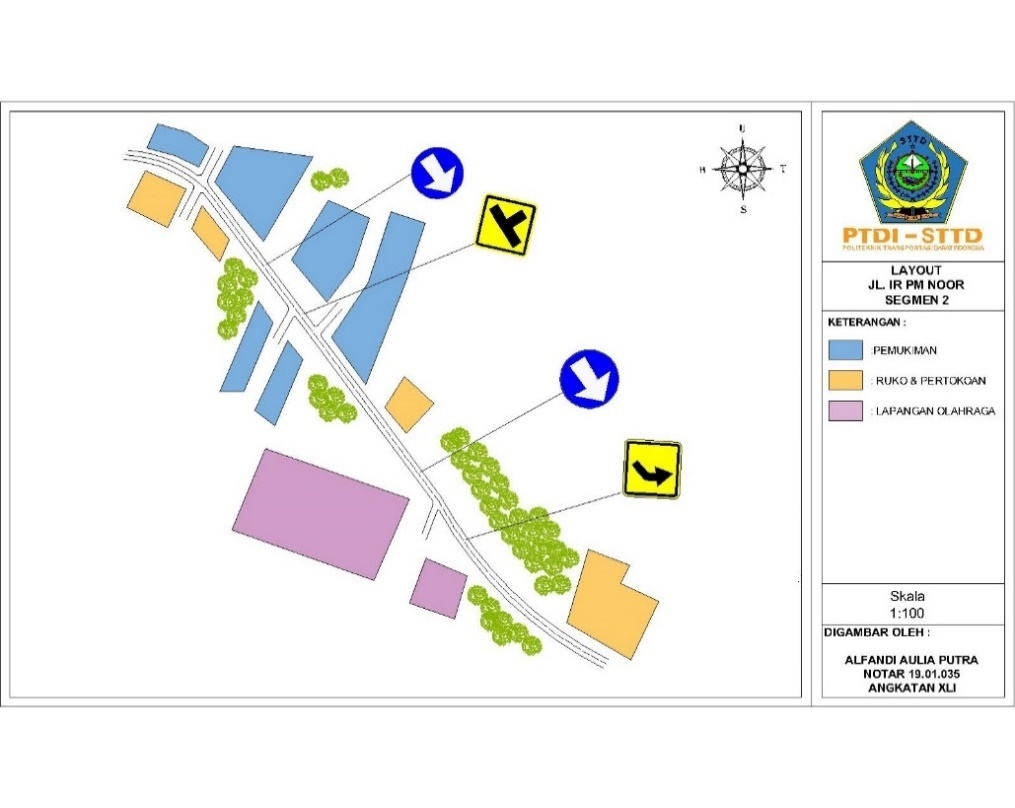 U
B
T
S
STTD
PTDI – STTD
POLITEKNIK TRANSPORTASI DARAT INDONESIA
LAYOUT
JL. IR PM NOOR
SEGMEN 2
KETERANGAN :
: PEMUKIMAN
: RUKO & PERTOKOAN
: LAPANGAN OLAHRAGA
Skala
1:100
DIGAMBAR OLEH :
ALFANDI AULIA PUTRA
NOTAR 19.01.035
ANGKATAN XLI